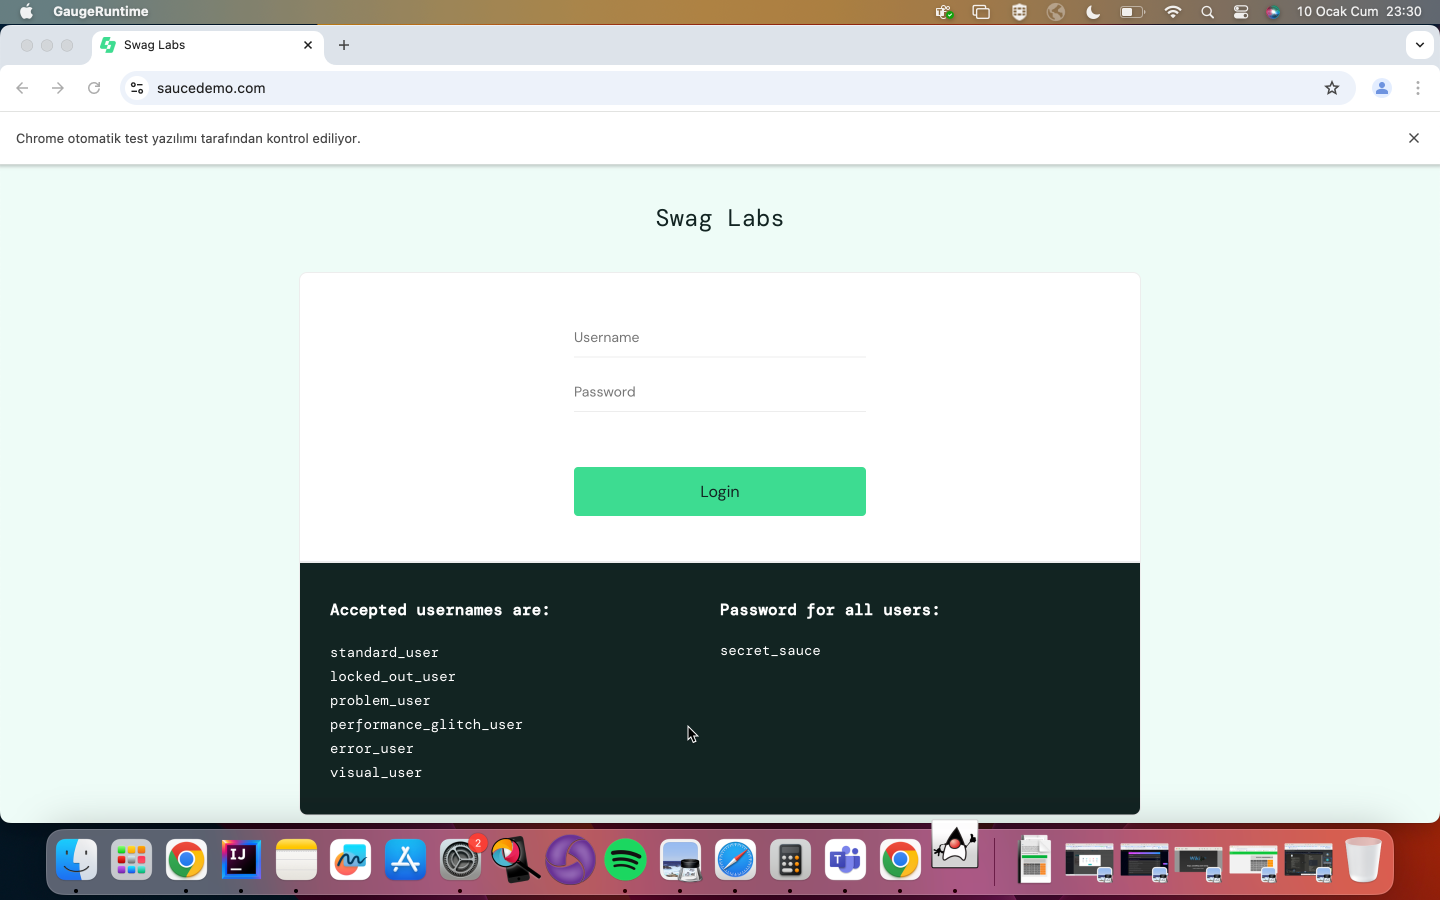 GaugeRuntime
10 Ocak Cum 23:30
Swag Labs
saucedemo.com
Chrome otomatik test yazılımı tarafından kontrol ediliyor.
Swag Labs
Username
Password
Login
Accepted usernames are:
standard_user
locked_out_user
problem_user
performance_glitch_user
error_user
visual_user
Password for all users:
secret_sauce
2
IJ